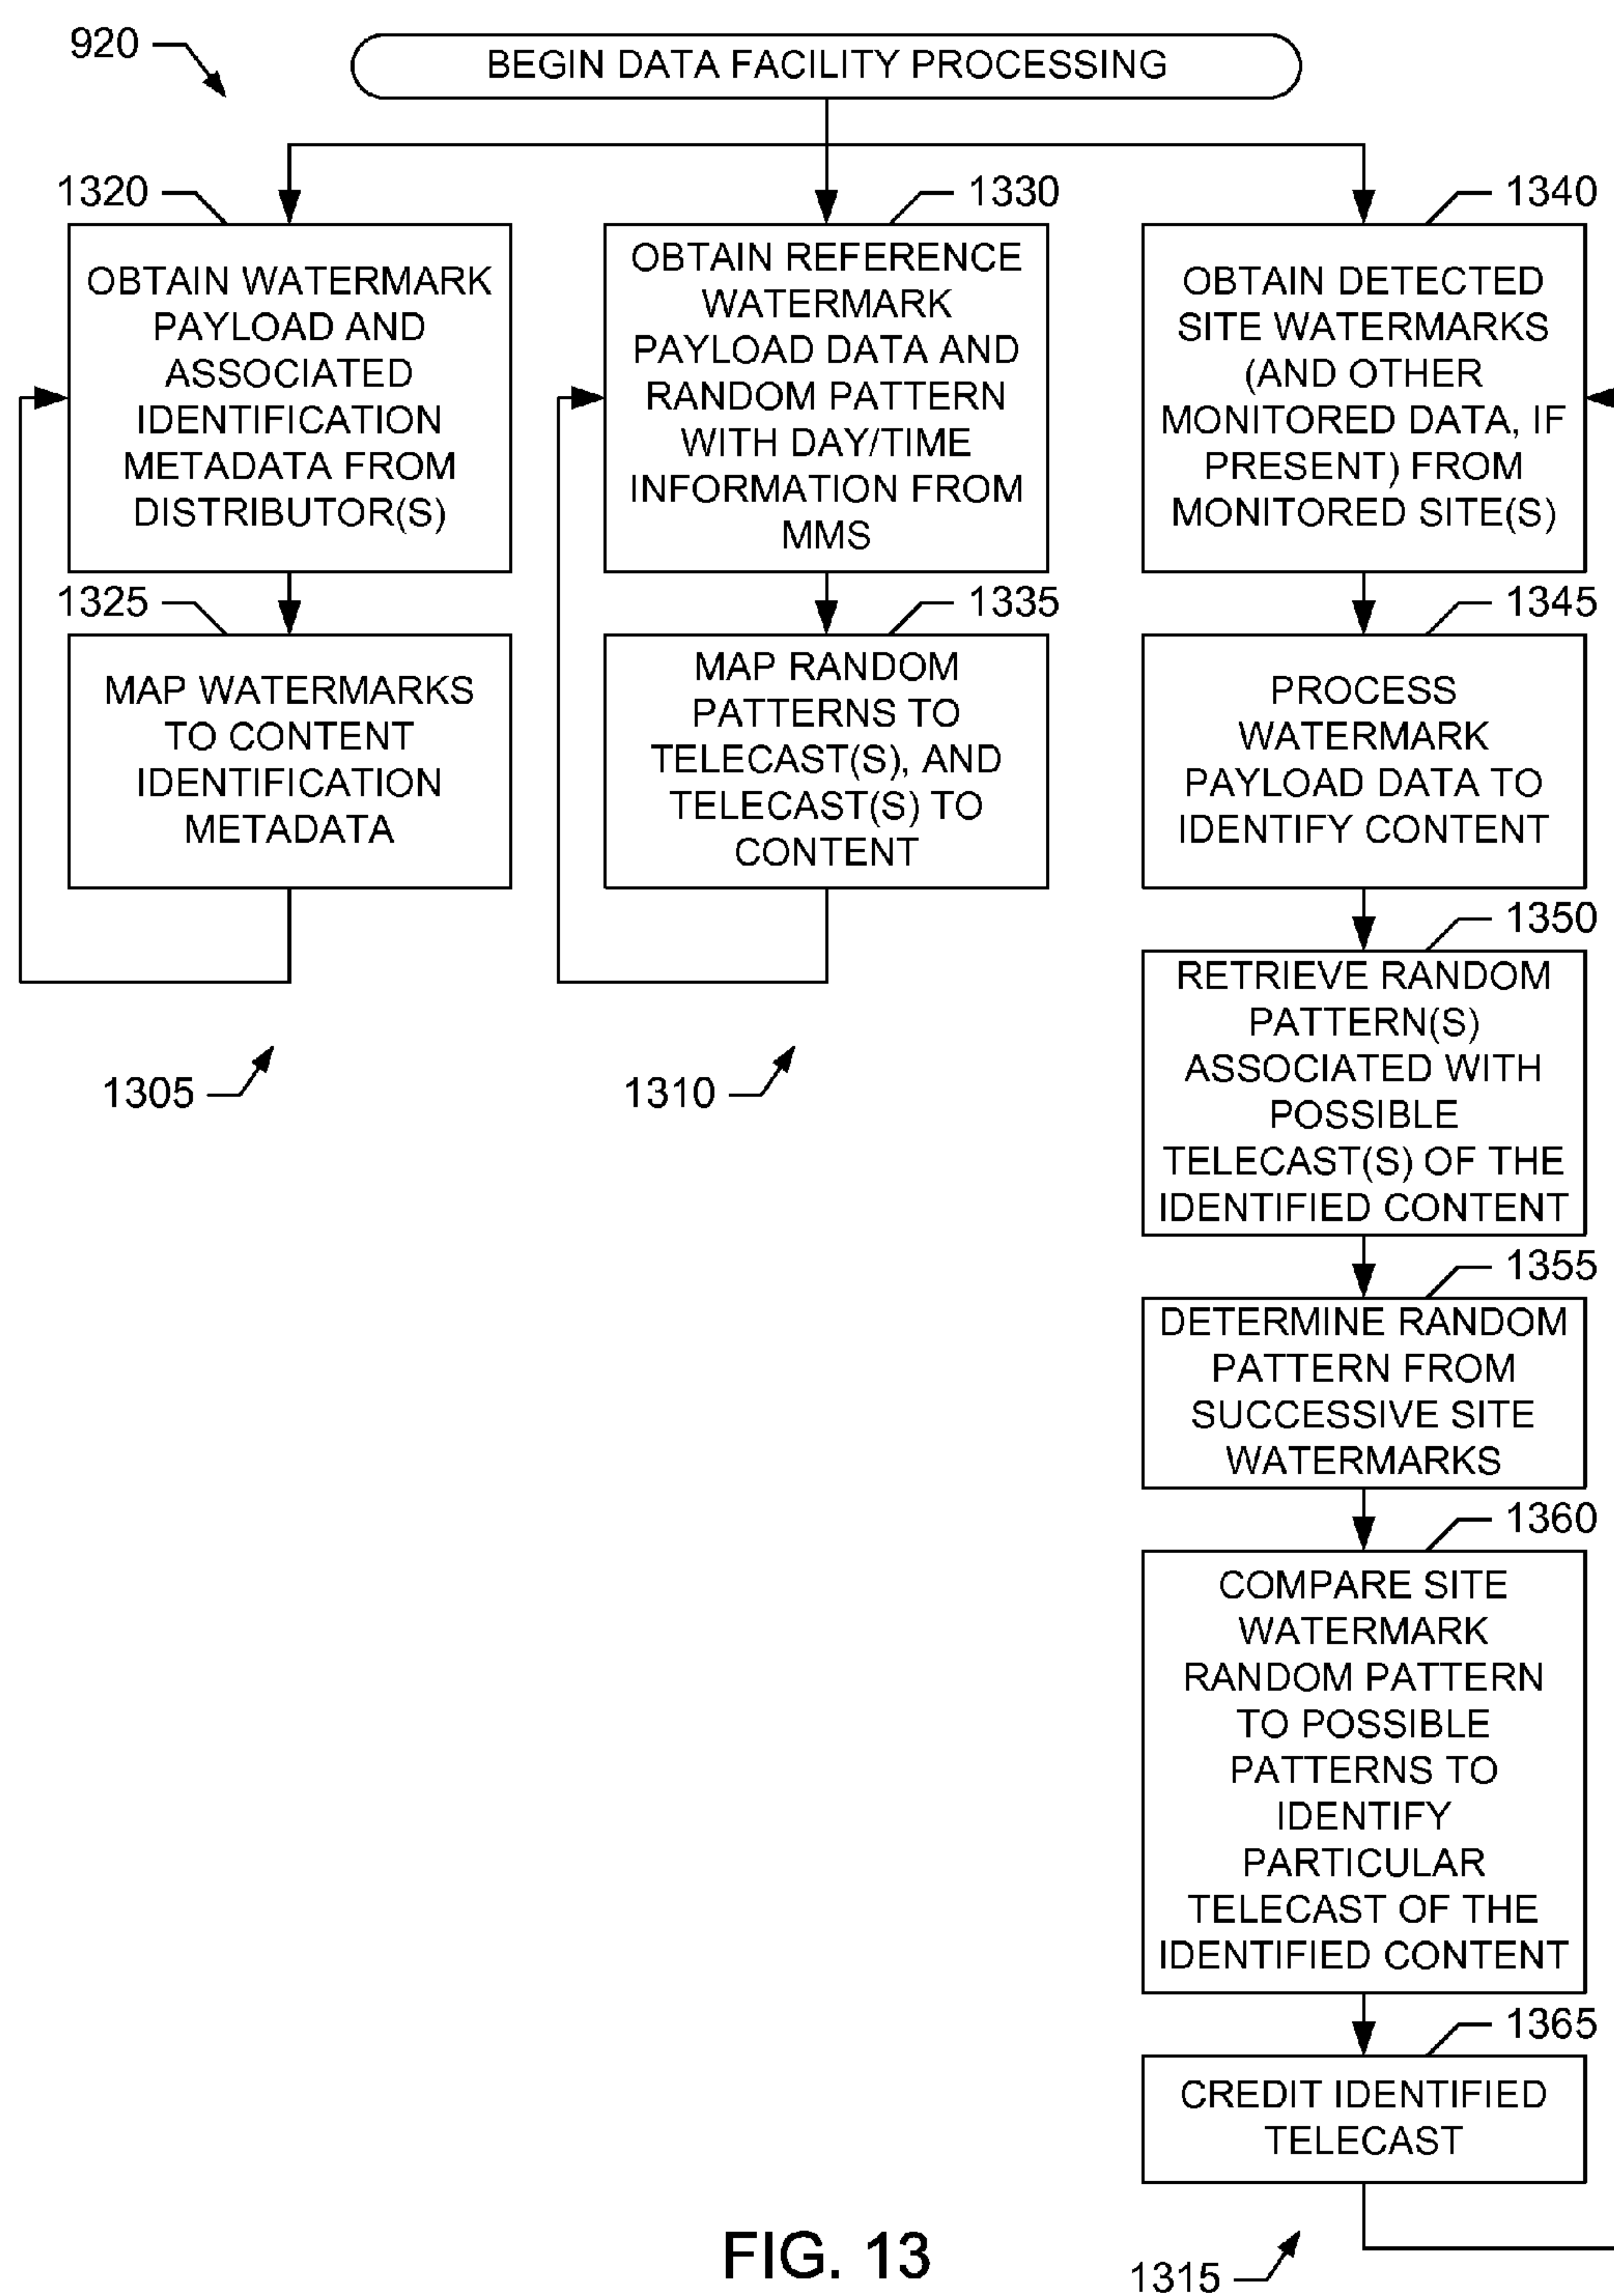 920
BEGIN DATA FACILITY PROCESSING
1320
OBTAIN WATERMARK
PAYLOAD AND
ASSOCIATED
IDENTIFICATION
METADATA FROM
DISTRIBUTOR(S)
1325
MAP WATERMARKS
TO CONTENT
IDENTIFICATION
METADATA
1305
1330
OBTAIN REFERENCE
WATERMARK
PAYLOAD DATA AND
RANDOM PATTERN
WITH DAY/TIME
INFORMATION FROM
MMS
1335
MAP RANDOM
PATTERNS TO
TELECAST(S), AND
TELECAST(S) TO
CONTENT
1310
1340
OBTAIN DETECTED
SITE WATERMARKS
(AND OTHER
MONITORED DATA, IF
PRESENT) FROM
MONITORED SITE(S)
1345
PROCESS
WATERMARK
PAYLOAD DATA TO
IDENTIFY CONTENT
1350
RETRIEVE RANDOM
PATTERN(S)
ASSOCIATED WITH
POSSIBLE
TELECAST(S) OF THE
IDENTIFIED CONTENT
1355
DETERMINE RANDOM
PATTERN FROM
SUCCESSIVE SITE
WATERMARKS
1360
COMPARE SITE
WATERMARK
RANDOM PATTERN
TO POSSIBLE
PATTERNS TO
IDENTIFY
PARTICULAR
TELECAST OF THE
IDENTIFIED CONTENT
1365
CREDIT IDENTIFIED
TELECAST
1315
FIG. 13